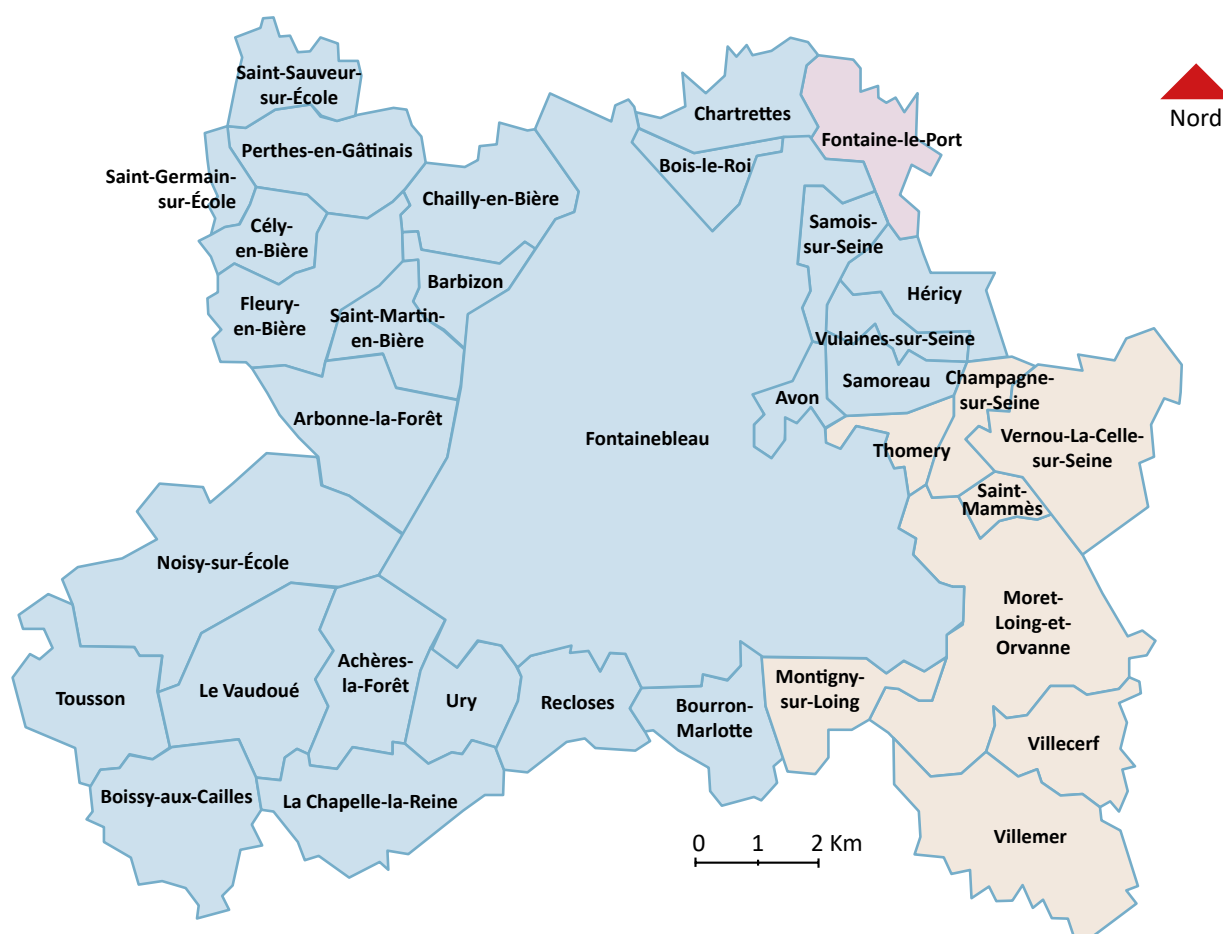 Saint-Sauveur-
sur-École
Nord
Chartrettes
Fontaine-le-Port
Perthes-en-Gâtinais
Bois-le-Roi
Saint-Germain-
sur-École
Chailly-en-Bière
Cély-
en-Bière
Samois-
sur-Seine
Barbizon
Héricy
Fleury-
en-Bière
Saint-Martin-
en-Bière
Vulaines-sur-Seine
Samoreau
Champagne-
sur-Seine
Avon
Arbonne-la-Forêt
Fontainebleau
Thomery
Vernou-La-Celle-
sur-Seine
Saint-
Mammès
Noisy-sur-École
Moret-
Loing-et-
Orvanne
Achères-
la-Forêt
Le Vaudoué
Tousson
Ury
Recloses
Bourron-
Marlotte
Montigny-
sur-Loing
Villecerf
Boissy-aux-Cailles
La Chapelle-la-Reine
Villemer
0 1 2 Km